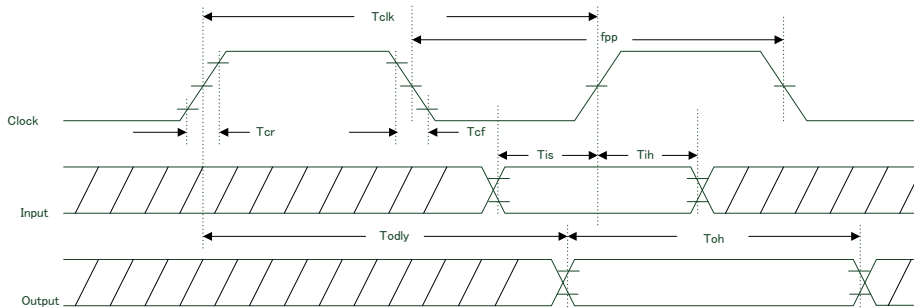 Tclk
fpp
Clock
Tcr
Tcf
Tis
Tih
Input
Todly
Toh
Output